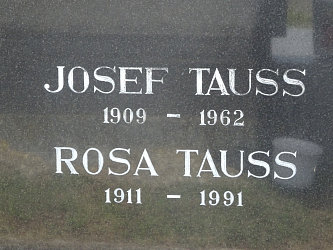 JOSEF TAUSS
1909 - 1962
ROSA TAUSS
1911 - 1991